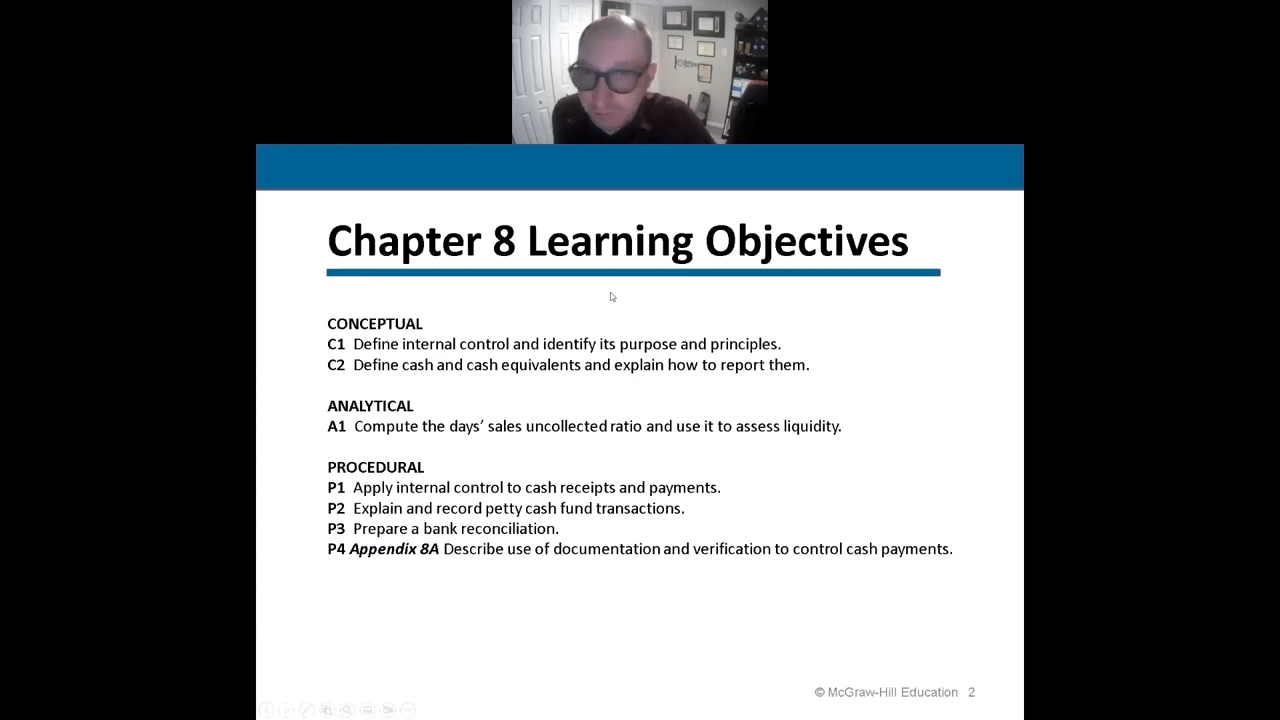 Chapter 8 Learning Objectives
CONCEPTUAL
C1 Define internal control and identify its purpose and principles.
C2 Define cash and cash equivalents and explain how to report them.
ANALYTICAL
A1 Compute the days’ sales uncollected ratio and use it to assess liquidity.
PROCEDURAL
P1 Apply internal control to cash receipts and payments.
P2 Explain and record petty cash fund transactions.
P3 Prepare a bank reconciliation.
P4 Appendix 8A Describe use of documentation and verification to control cash payments.
© McGraw-Hill Education 2